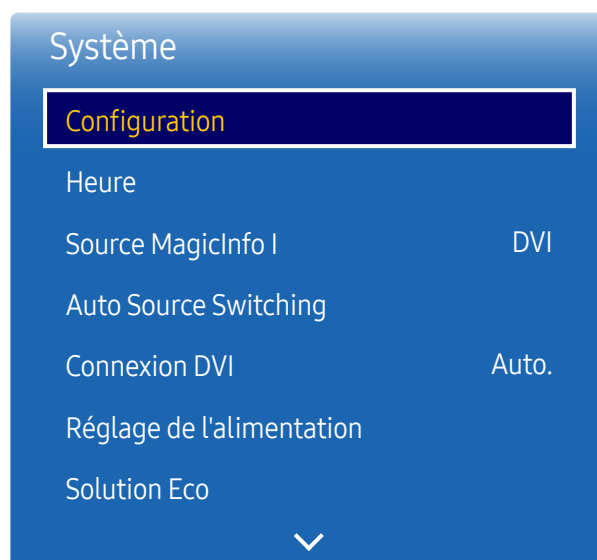 Système
Configuration
Heure
Source MagicInfo I DVI
Auto Source Switching
Connexion DVI Auto.
Réglage de l'alimentation
Solution Eco